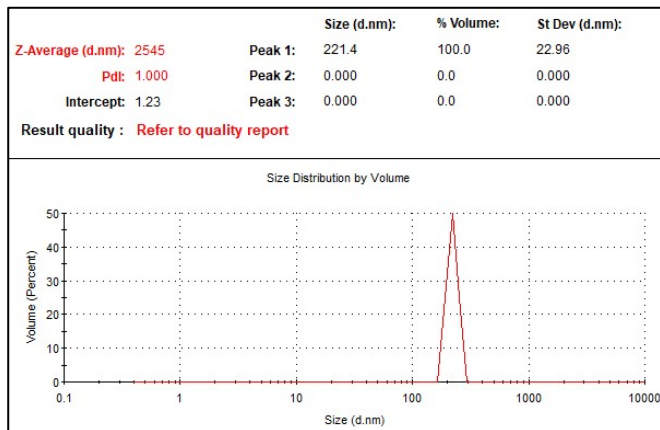 Size (d.nm): % Volume: St Dev (d.nm):
Z-Average (d.nm): 2545 Peak 1: 221.4 100.0 22.96
PdI: 1.000 Peak 2: 0.000 0.0 0.000
Intercept: 1.23 Peak 3: 0.000 0.0 0.000
Result quality : Refer to quality report
Size Distribution by Volume
Volume (Percent)
50
40
30
20
10
0
0.1 1 10 100 1000 10000
Size (d.nm)